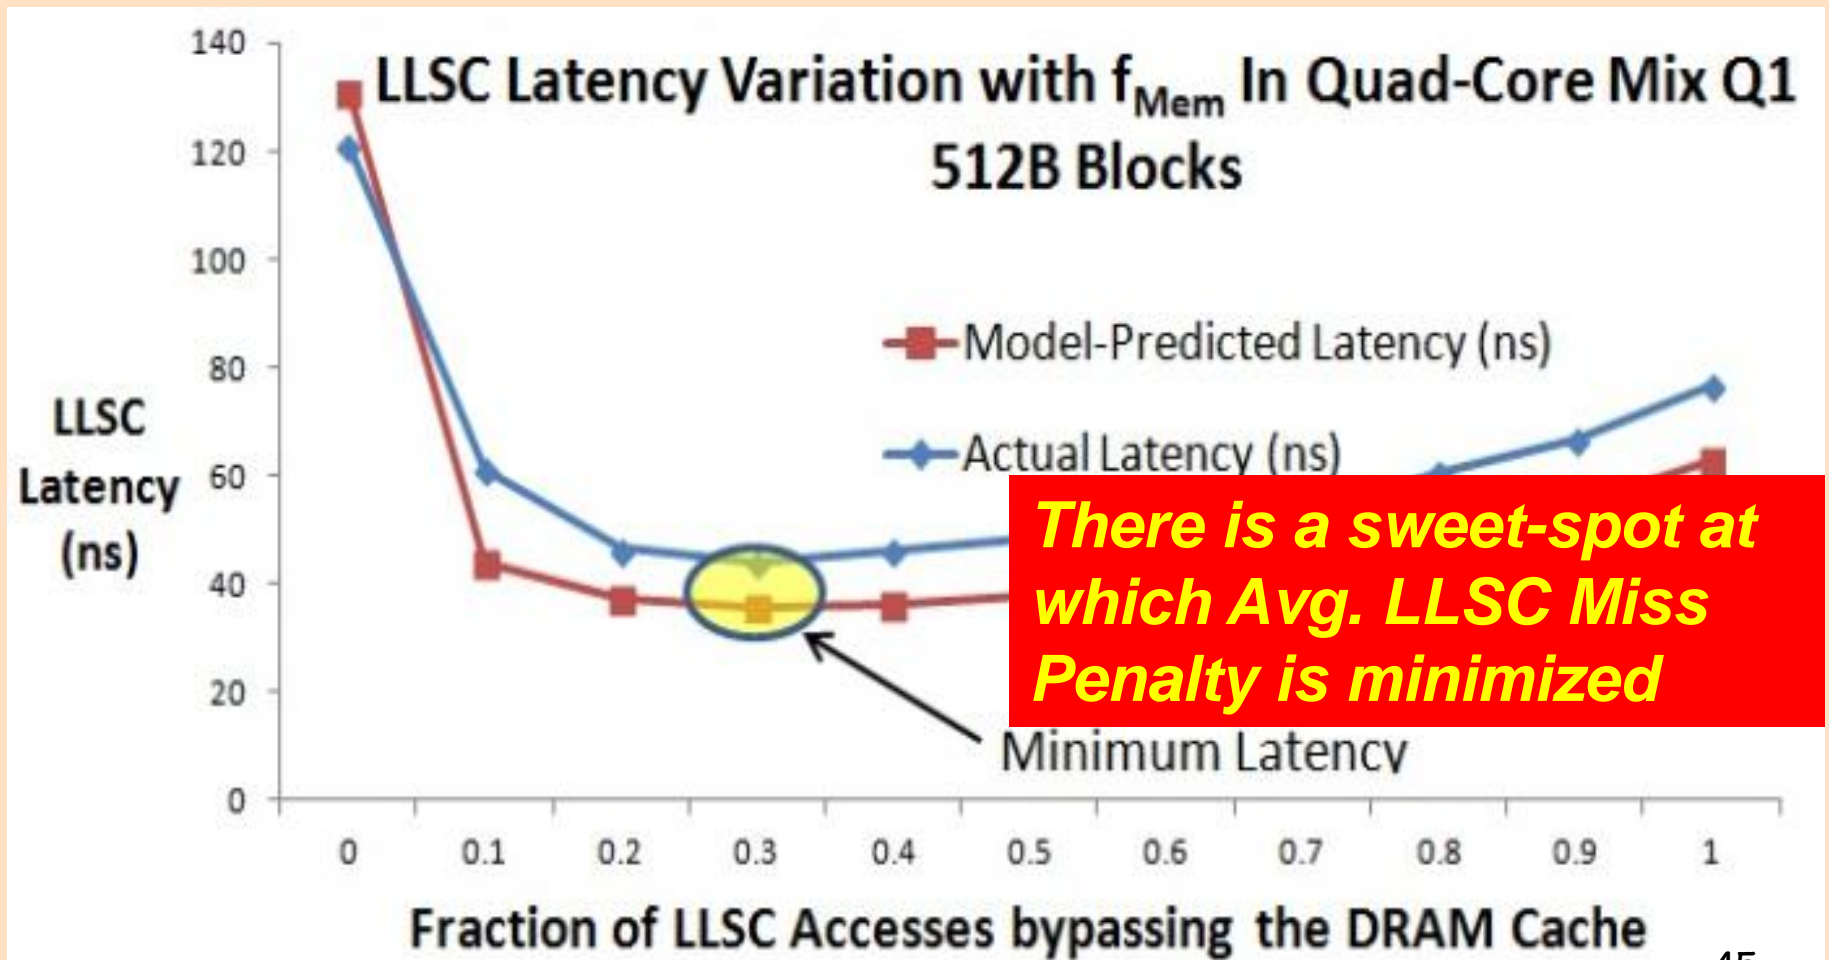 LLSC Latency Variation with fMem In Quad-Core Mix Q1
512B Blocks
140
120
100
80
60
40
20
0
LLSC
Latency
(ns)
Model-Predicted Latency (ns)
Actual Latency (ns)
There is a sweet-spot at
which Avg. LLSC Miss
Penalty is minimized
Minimum Latency
0 0.1 0.2 0.3 0.4 0.5 0.6 0.7 0.8 0.9 1
Fraction of LLSC Accesses bypassing the DRAM Cache